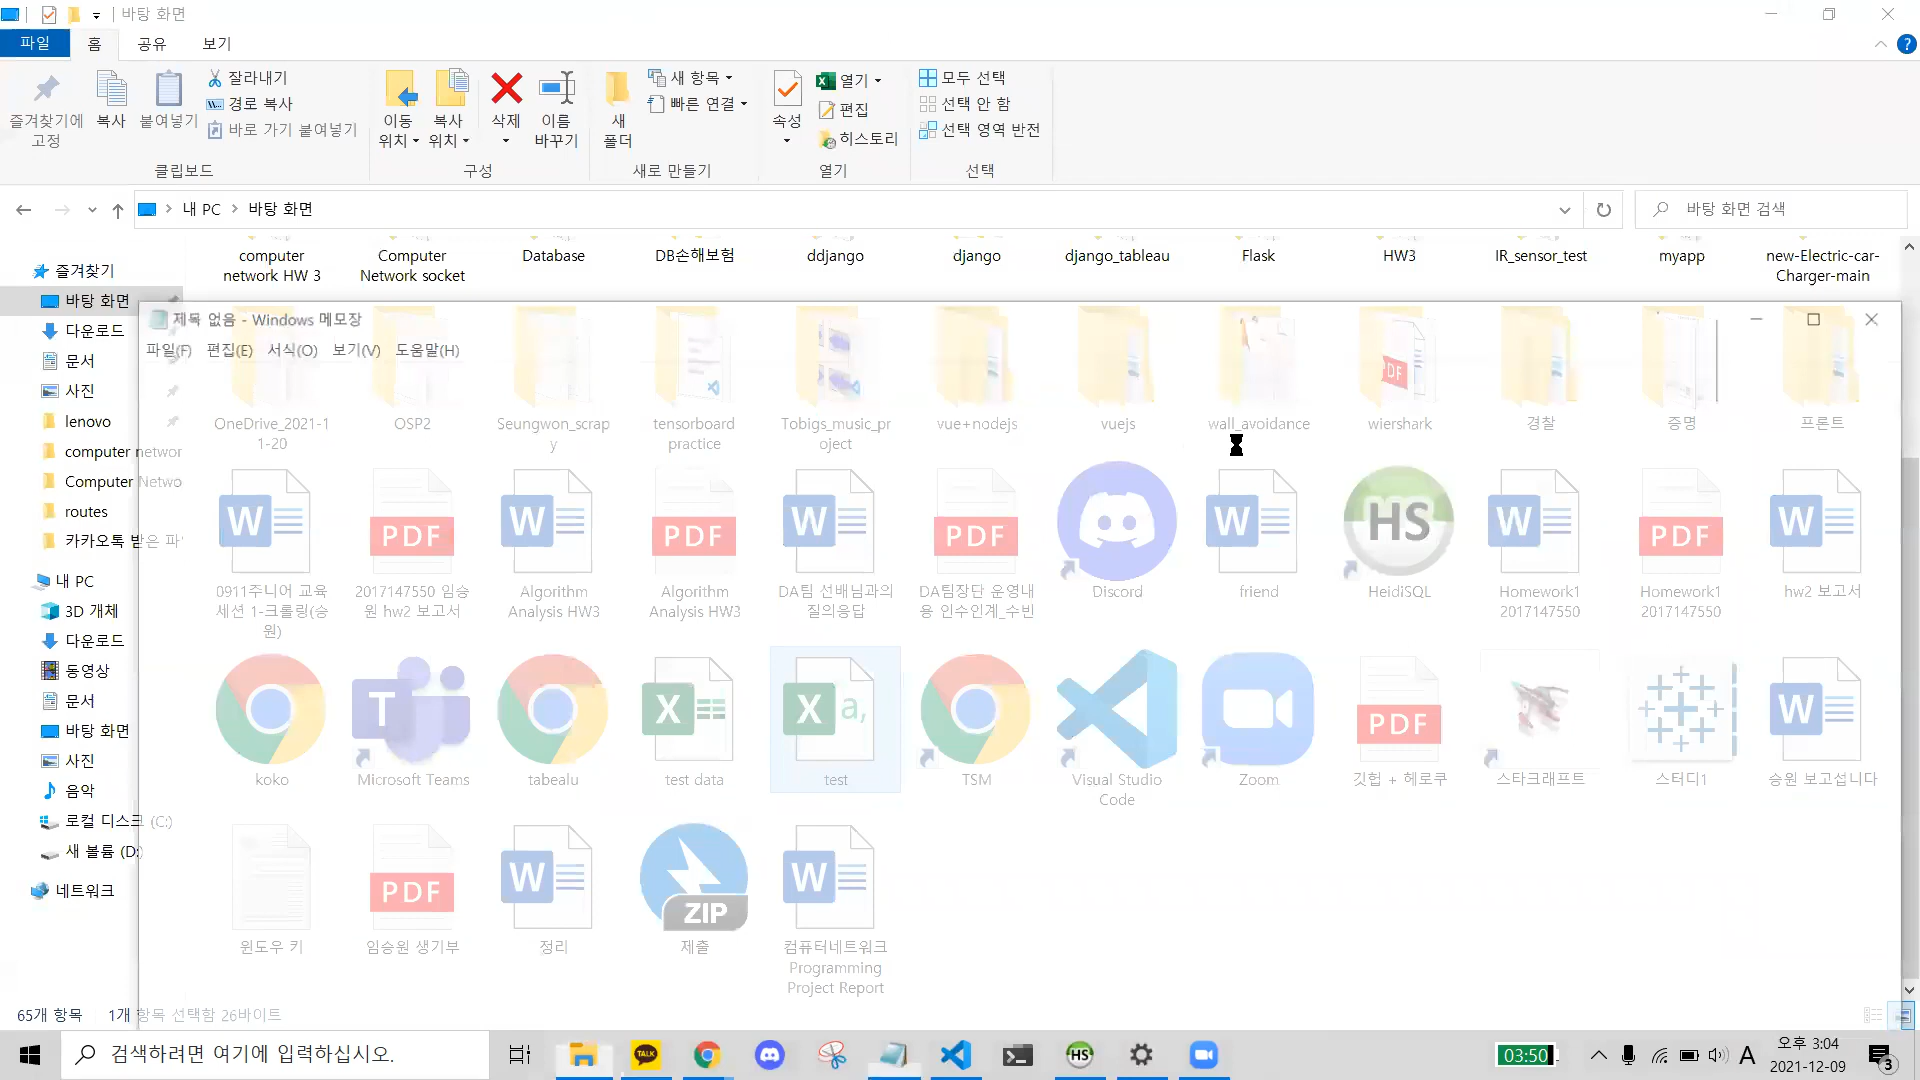 바탕 화면
파일
홈
공유
보기
즐겨찾기에
고정
복사
붙여넣기
잘라내기
경로 복사
바로 가기 붙여넣기
클립보드
이동
위치
복사
위치
삭제
이름
바꾸기
구성
새
폴더
새 항목
빠른 연결
새로 만들기
속성
열기
편집
히스토리
열기
모두 선택
선택 안 함
선택 영역 반전
선택
내 PC
바탕 화면
바탕 화면 검색
즐겨찾기
바탕 화면
다운로드
문서
사진
lenovo
computer networ
Computer Netwo
routes
카카오톡 받은 파
내 PC
3D 개체
다운로드
동영상
문서
바탕 화면
사진
음악
로컬 디스크 (C:)
새 볼륨 (D:)
네트워크
computer
network HW 3
Computer
Network socket
Database
DB손해보험
ddjango
django
django_tableau
Flask
HW3
IR_sensor_test
myapp
new-Electric-car-
Charger-main
제목 없음 - Windows 메모장
파일(F)
편집(E)
서식(O)
보기(V)
도움말(H)
OneDrive_2021-1
1-20
OSP2
Seungwon_scrap
y
tensorboard
practice
Tobigs_music_pr
oject
vue+nodejs
vuejs
wall_avoidance
PDF
wiershark
경찰
증명
프론트
W
0911주니어 교육
세션 1-크롤링(승
원)
PDF
2017147550 임승
원 hw2 보고서
W
Algorithm
Analysis HW3
PDF
Algorithm
Analysis HW3
W
DA팀 선배님과의
질의응답
PDF
DA팀장단 운영내
용 인수인계_수빈
Discord
W
friend
HS
HeidiSQL
W
Homework1
2017147550
PDF
Homework1
2017147550
W
hw2 보고서
koko
T
Microsoft Teams
tabealu
X
test data
X a,
test
TSM
Visual Studio
Code
Zoom
PDF
깃헙 + 헤로쿠
스타크래프트
스터디1
W
승원 보고섭니다
윈도우 키
PDF
임승원 생기부
W
정리
ZIP
제출
W
컴퓨터네트워크
Programming
Project Report
65개 항목
1개 항목 선택함 26바이트
검색하려면 여기에 입력하십시오.
TALK
HS
03:50
A
오후 3:04
2021-12-09
3